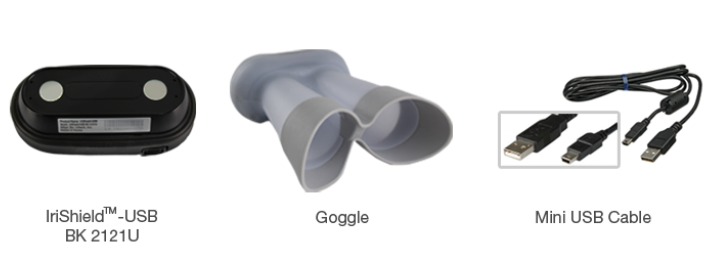 IriShield™-USB
BK 2121U
Goggle
Mini USB Cable